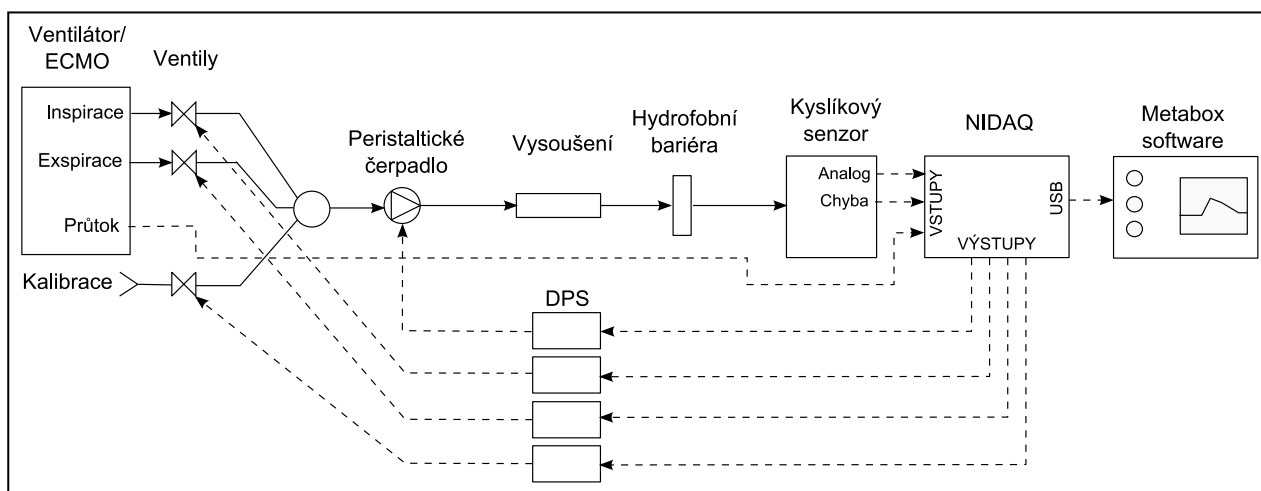 Ventilátor/
ECMO
Ventily
Inspirace
Exspirace
Průtok
Kalibrace
Peristaltické
čerpadlo
Vysoušení
Hydrofobní
bariéra
Kyslíkový
senzor
Analog
Chyba
NIDAQ
VSTUPY
USB
VÝSTUPY
Metabox
software
DPS